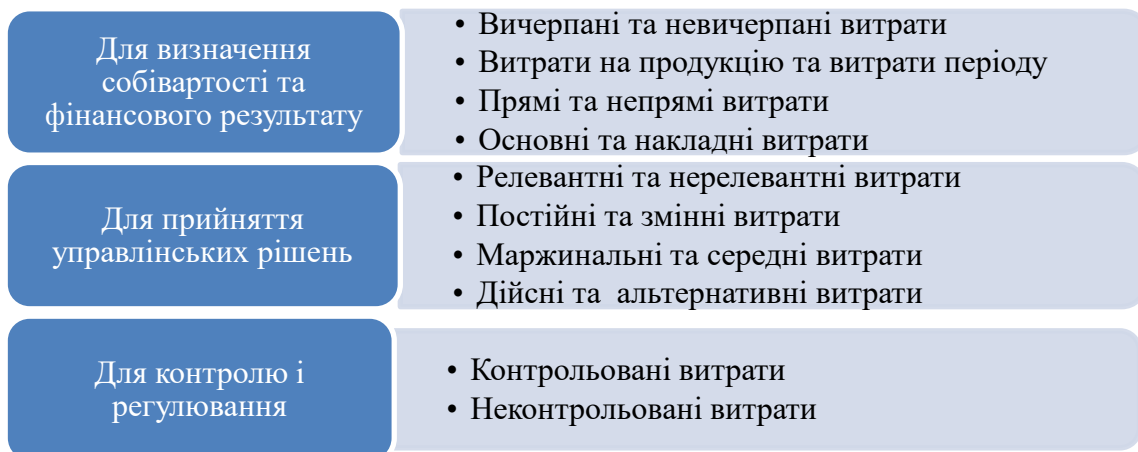 Для визначення
собівартості та
фінансового результату
• Вичерпані та невичерпані витрати
• Витрати на продукцію та витрати періоду
• Прямі та непрямі витрати
• Основні та накладні витрати
Для прийняття
управлінських рішень
• Релевантні та нерелевантні витрати
• Постійні та змінні витрати
• Маржинальні та середні витрати
• Дійсні та  альтернативні витрати
Для контролю і
регулювання
• Контрольовані витрати
• Неконтрольовані витрати